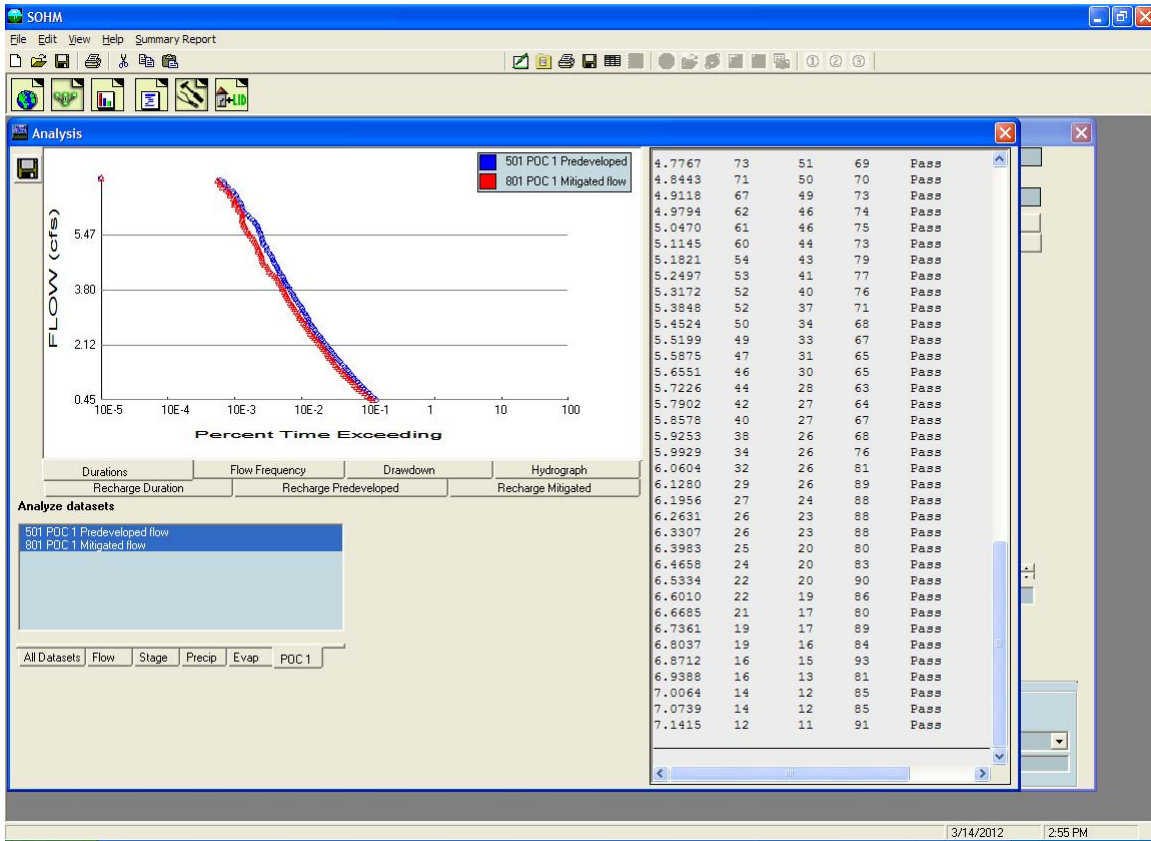 SOHM
File Edit View Help Summary Report
+LID
Analysis
501 POC 1 Predeveloped
801 POC 1 Mitigated flow
FLOW (cfs)
5.47
3.80
2.12
0.45
10E-5 10E-4 10E-3 10E-2 10E-1 1 10 100
Percent Time Exceeding
Durations Flow Frequency Drawdown Hydrograph
Recharge Duration Recharge Predeveloped Recharge Mitigated
Analyze datasets
501 POC 1 Predeveloped flow
801 POC 1 Mitigated flow
All Datasets Flow Stage Precip Evap POC 1
4.7767 73 51 69 Pass
4.8443 71 50 70 Pass
4.9118 67 49 73 Pass
4.9794 62 46 74 Pass
5.0470 61 46 75 Pass
5.1145 60 44 73 Pass
5.1821 54 43 79 Pass
5.2497 53 41 77 Pass
5.3172 52 40 76 Pass
5.3848 52 37 71 Pass
5.4524 50 34 68 Pass
5.5199 49 33 67 Pass
5.5875 47 31 65 Pass
5.6551 46 30 65 Pass
5.7226 44 28 63 Pass
5.7902 42 27 64 Pass
5.8578 40 27 67 Pass
5.9253 38 26 68 Pass
5.9929 34 26 76 Pass
6.0604 32 26 81 Pass
6.1280 29 26 89 Pass
6.1956 27 24 88 Pass
6.2631 26 23 88 Pass
6.3307 26 23 88 Pass
6.3983 25 20 80 Pass
6.4658 24 20 83 Pass
6.5334 22 20 90 Pass
6.6010 22 19 86 Pass
6.6685 21 17 80 Pass
6.7361 19 17 89 Pass
6.8037 19 16 84 Pass
6.8712 16 15 93 Pass
6.9388 16 13 81 Pass
7.0064 14 12 85 Pass
7.0739 14 12 85 Pass
7.1415 12 11 91 Pass
3/14/2012 2:55 PM